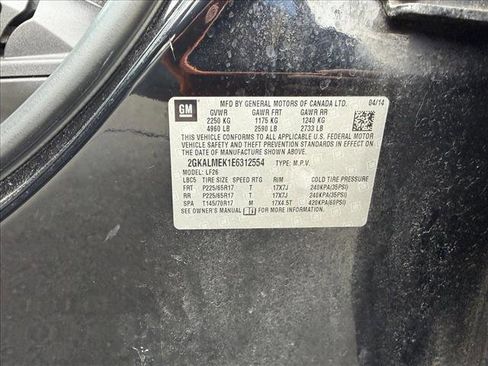 GM MFD BY GENERAL MOTORS OF CANADA LTD. 04/14
GVWR GAWR FRT GAWR RR
2250 KG 1175 KG 1240 KG
4960 LB 2590 LB 2733 LB
THIS VEHICLE CONFORMS TO ALL APPLICABLE U.S. FEDERAL MOTOR
VEHICLE SAFETY AND THEFT PREVENTION STANDARDS IN EFFECT
ON THE DATE OF MANUFACTURE SHOWN ABOVE.
2GKALMEK1E6312554 TYPE: M.P.V.
MODEL: LF26
LBC5 TIRE SIZE SPEED RTG RIM COLD TIRE PRESSURE
FRT P225/65R17 T 17X7J 240KPA(35PSI)
RR P225/65R17 T 17X7J 240KPA(35PSI)
SPA T145/70R17 M 17X4.5T 420KPA(60PSI)
SEE OWNER'S MANUAL FOR MORE INFORMATION.